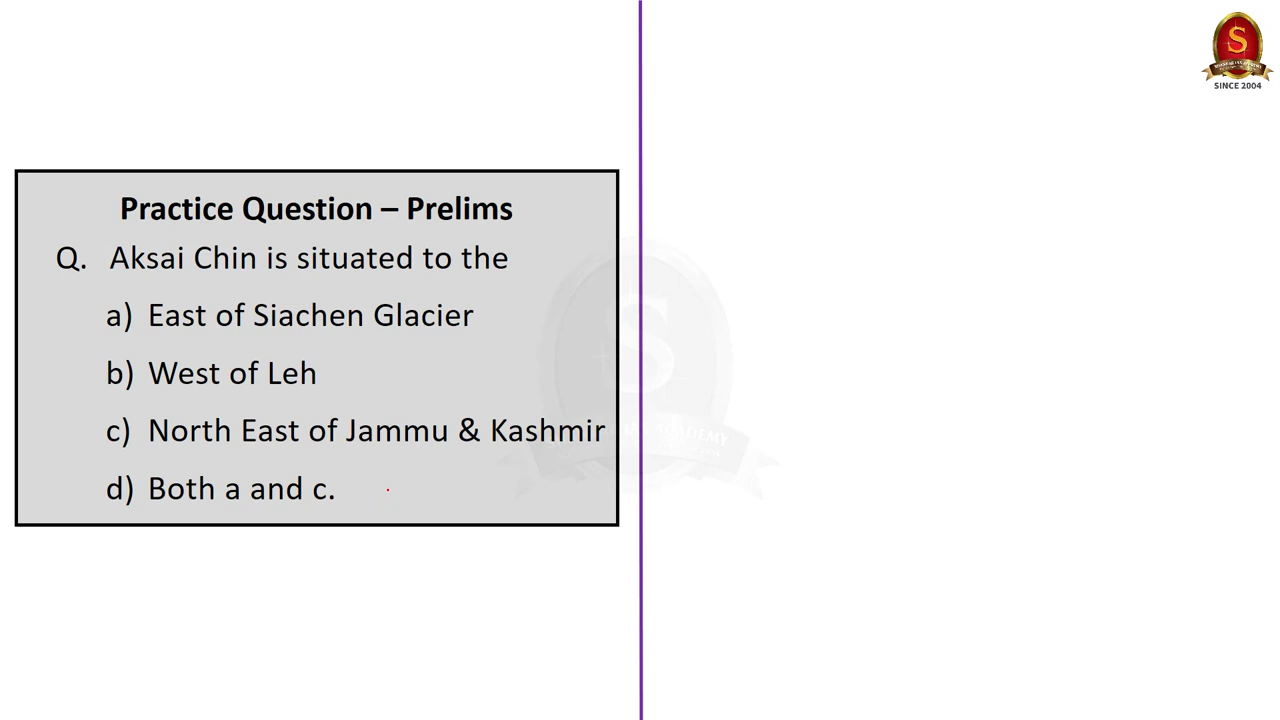 SINCE 2004
Practice Question – Prelims
Q. Aksai Chin is situated to the
a) East of Siachen Glacier
b) West of Leh
c) North East of Jammu & Kashmir
d) Both a and c.